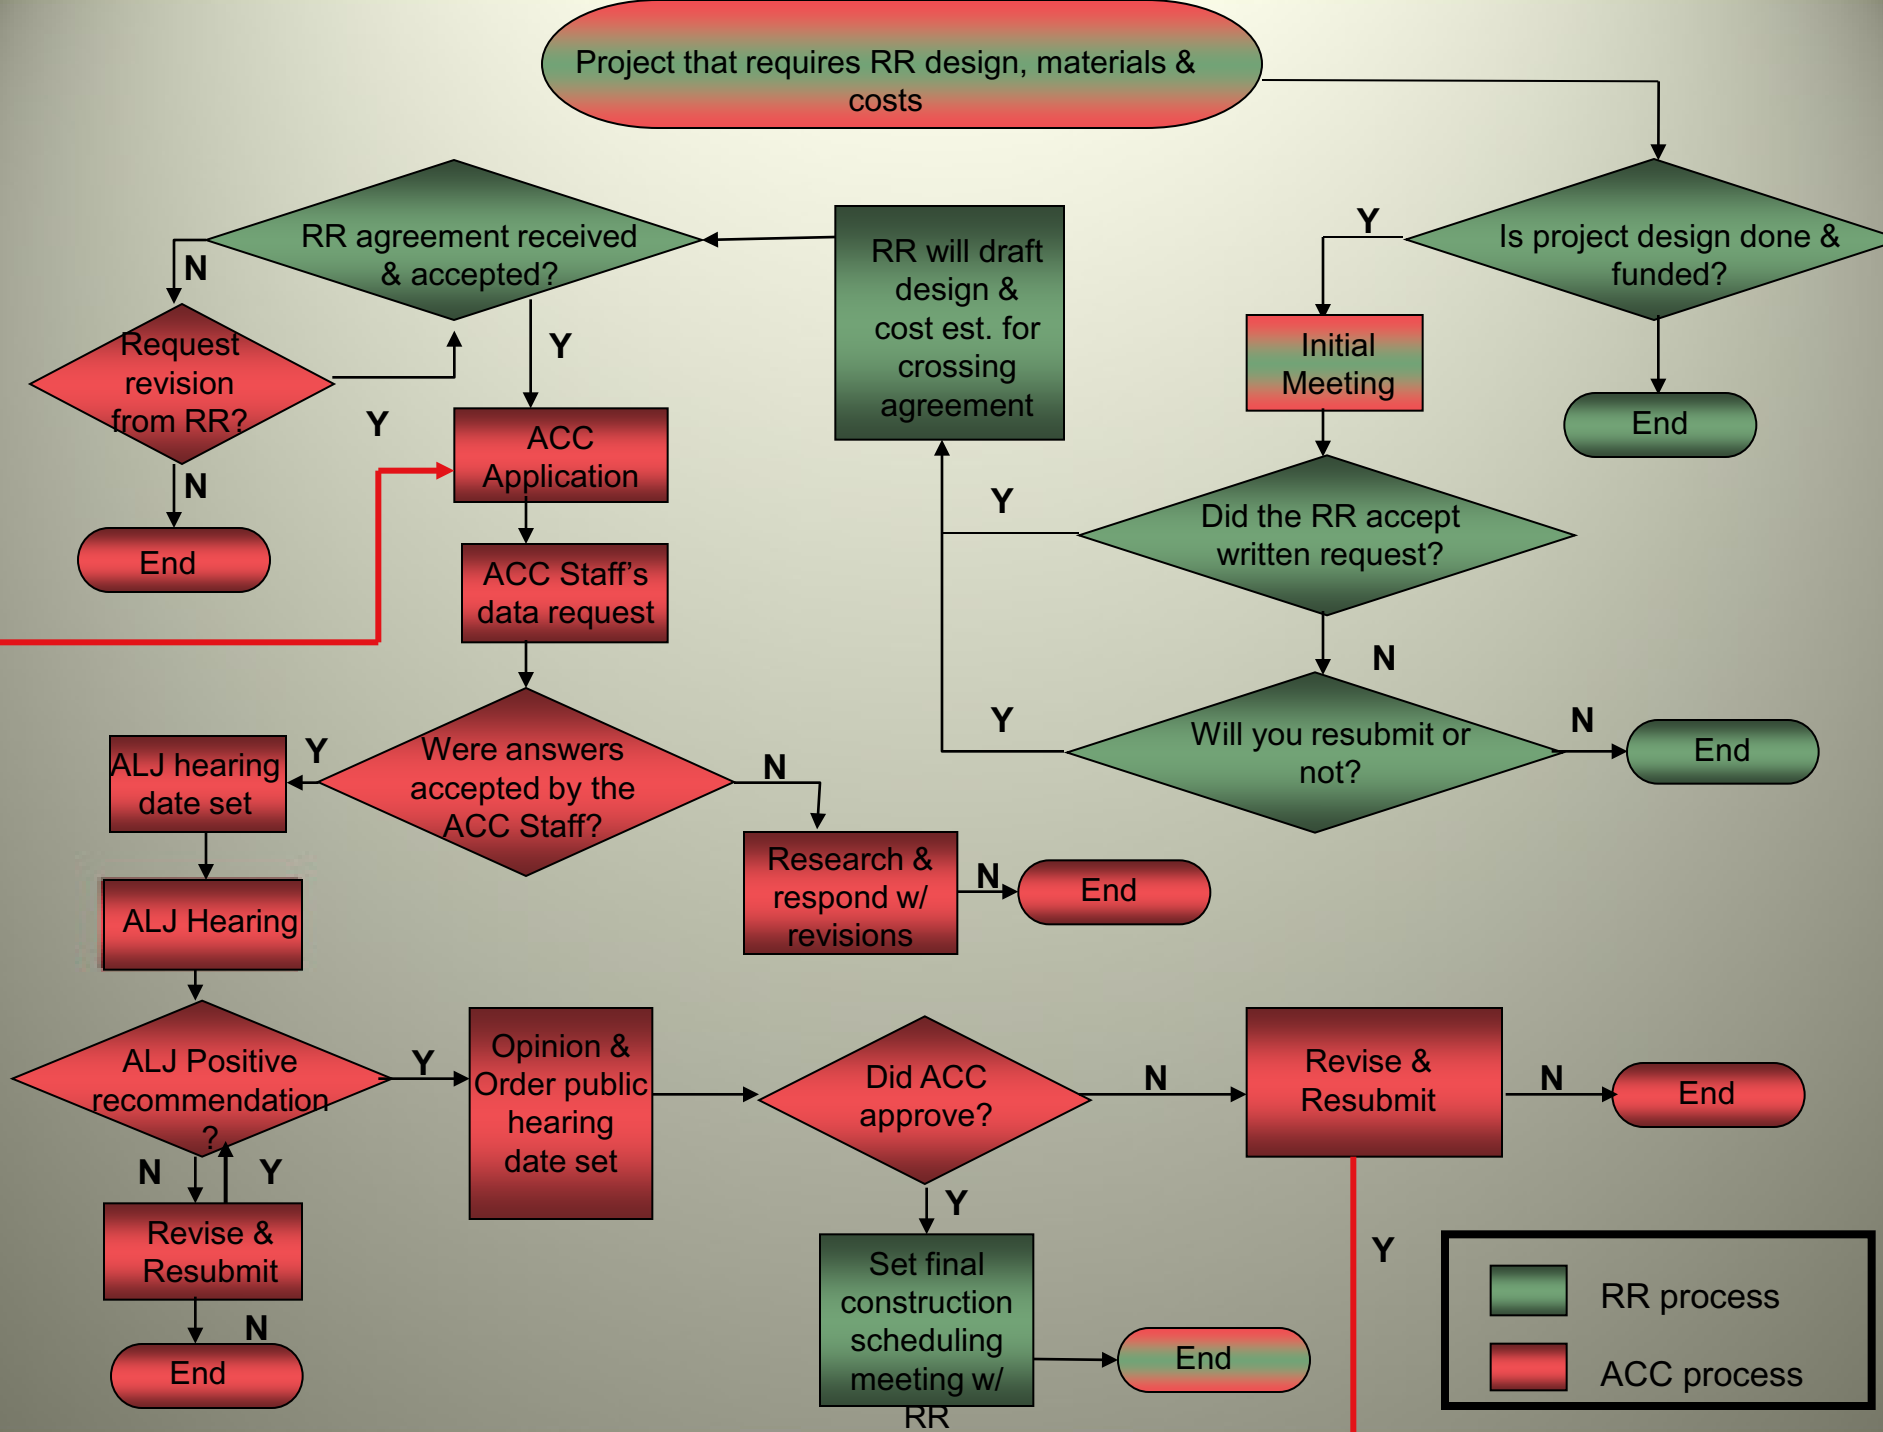 Project that requires RR design, materials &
costs
RR agreement received
& accepted?
N
Y
Request
revision
from RR?
Y
N
End
RR will draft
design &
cost est. for
crossing
agreement
Y
Is project design done &
funded?
Initial
Meeting
End
ACC
Application
Y
Did the RR accept
written request?
ACC Staff's
data request
N
Y
Will you resubmit or
not?
N
End
Y
Were answers
accepted by the
ACC Staff?
N
ALJ hearing
date set
Research &
respond w/
revisions
N
End
ALJ Hearing
ALJ Positive
recommendation
?
Y
Opinion &
Order public
hearing
date set
Did ACC
approve?
N
Revise &
Resubmit
N
End
N
Y
Y
Revise &
Resubmit
N
End
Set final
construction
scheduling
meeting w/
RR
End
Y
RR process
ACC process